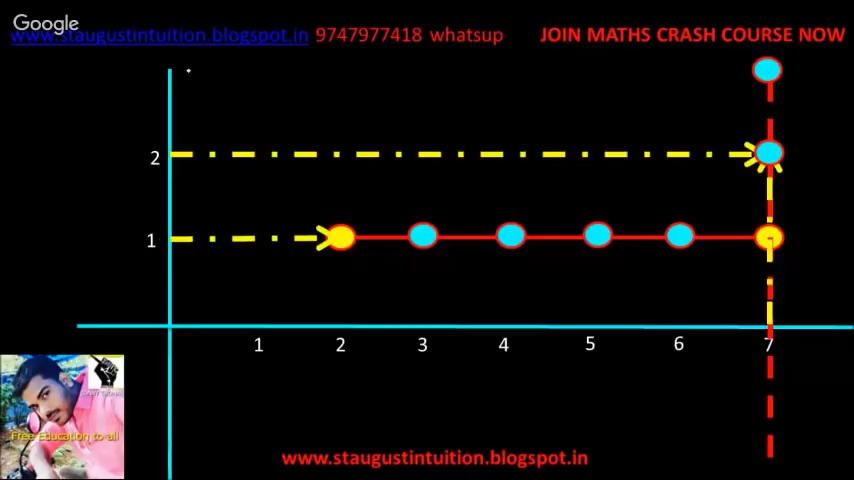 Google
www.staugustintuition.blogspot.in 9747977418 whatsup JOIN MATHS CRASH COURSE NOW
2
1
1 2 3 4 5 6 7
Free Education to all
www.staugustintuition.blogspot.in